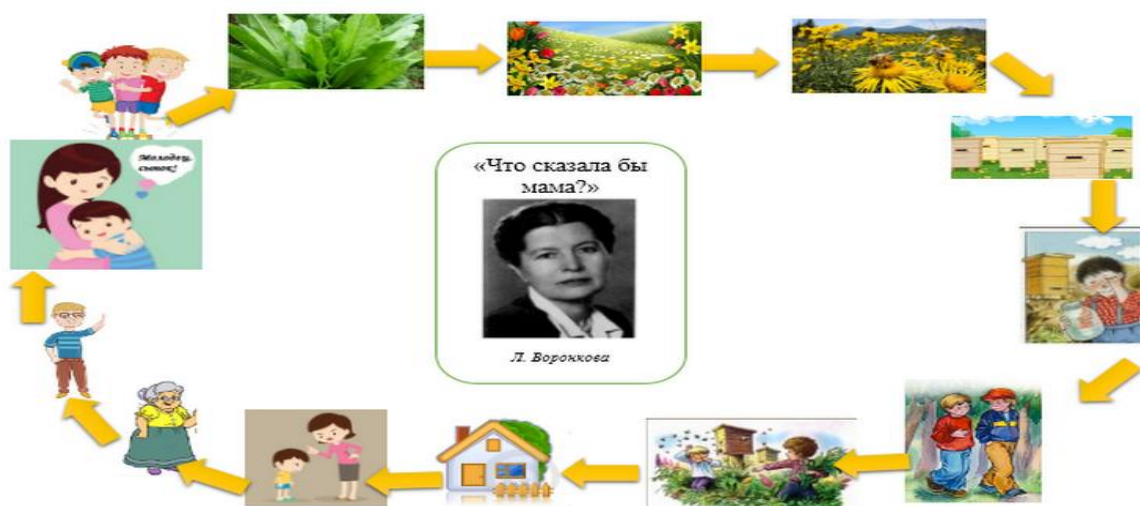 Молодец,
сынок!
«Что сказала бы
мама?»
Л. Воронкова